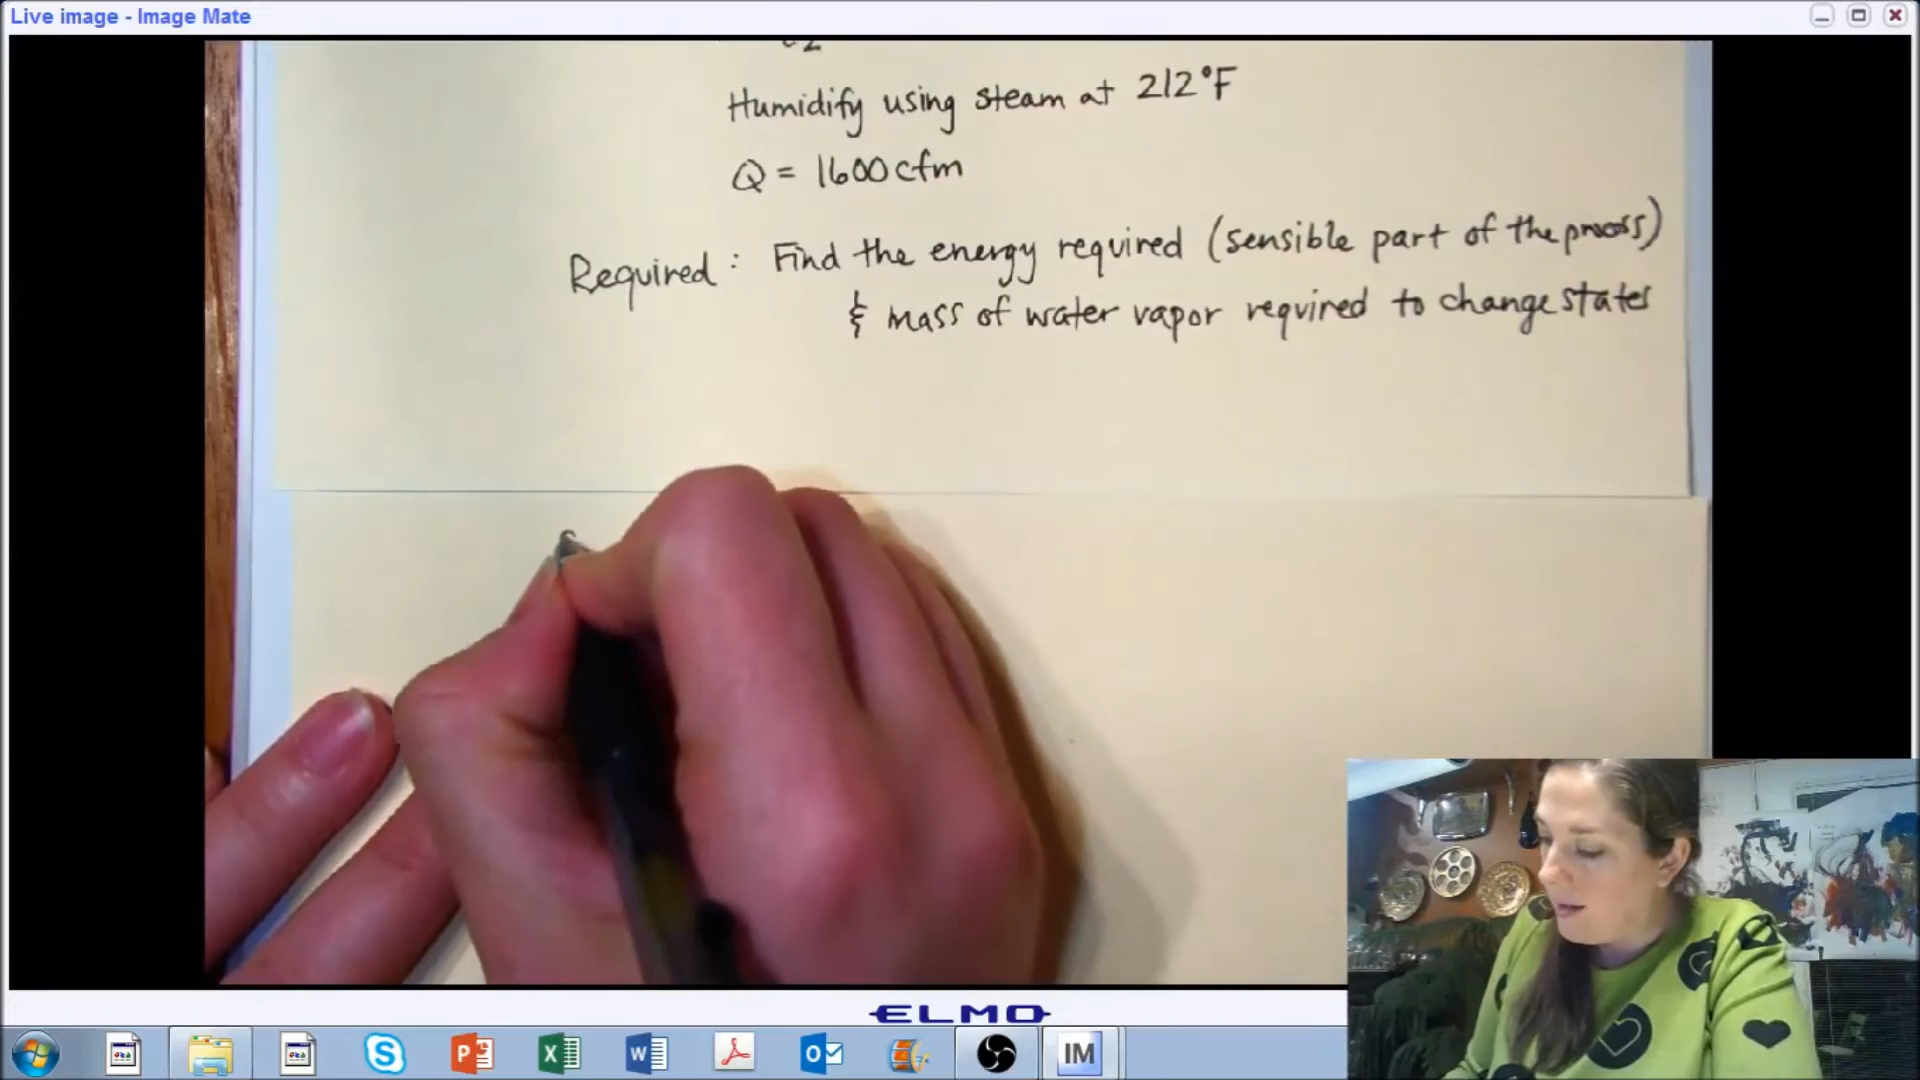 Live image - Image Mate
Humidify using steam at 212°F
Q = 1600 cfm
Required: Find the energy required (sensible part of the process)
& mass of water vapor required to change states
ELMO
IM